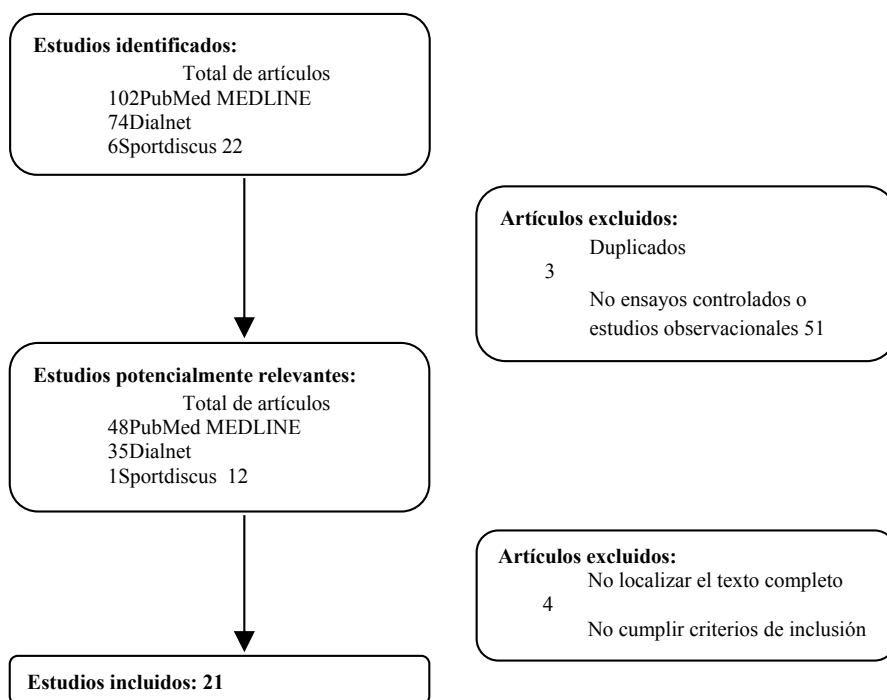 Estudios identificados:
Total de artículos
102PubMed MEDLINE
74Dialnet
6Sportdiscus 22
Artículos excluidos:
Duplicados
3
No ensayos controlados o
estudios observacionales 51
Estudios potencialmente relevantes:
Total de artículos
48PubMed MEDLINE
35Dialnet
1Sportdiscus 12
Artículos excluidos:
No localizar el texto completo
4
No cumplir criterios de inclusión
Estudios incluidos: 21